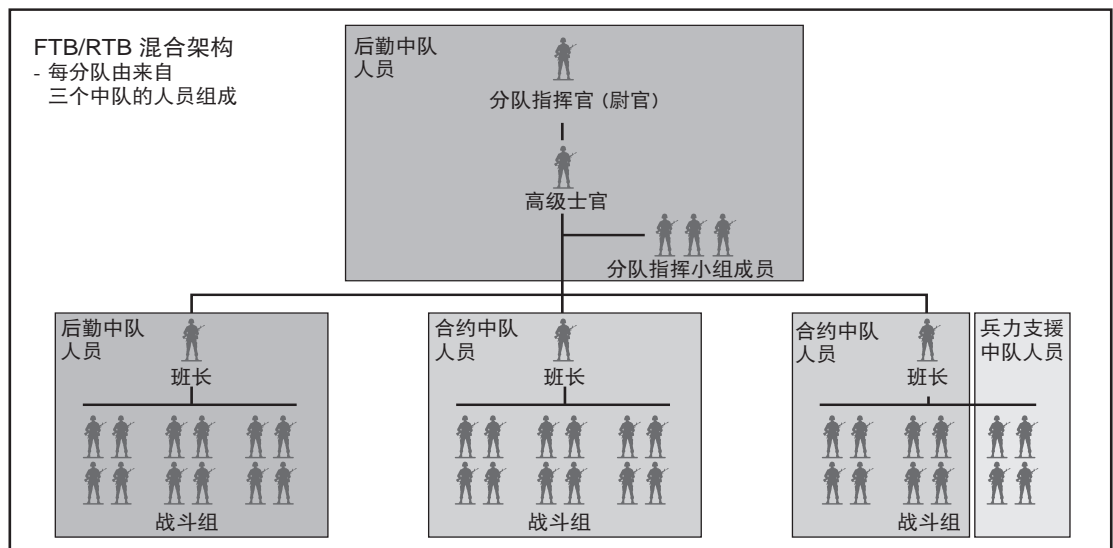 FTB/RTB 混合架构
- 每分队由来自
三个中队的人员组成
后勤中队
人员
分队指挥官 (尉官)
高级士官
分队指挥小组成员
后勤中队
人员
班长
战斗组
合约中队
人员
班长
战斗组
合约中队
人员
班长
战斗组
兵力支援
中队人员